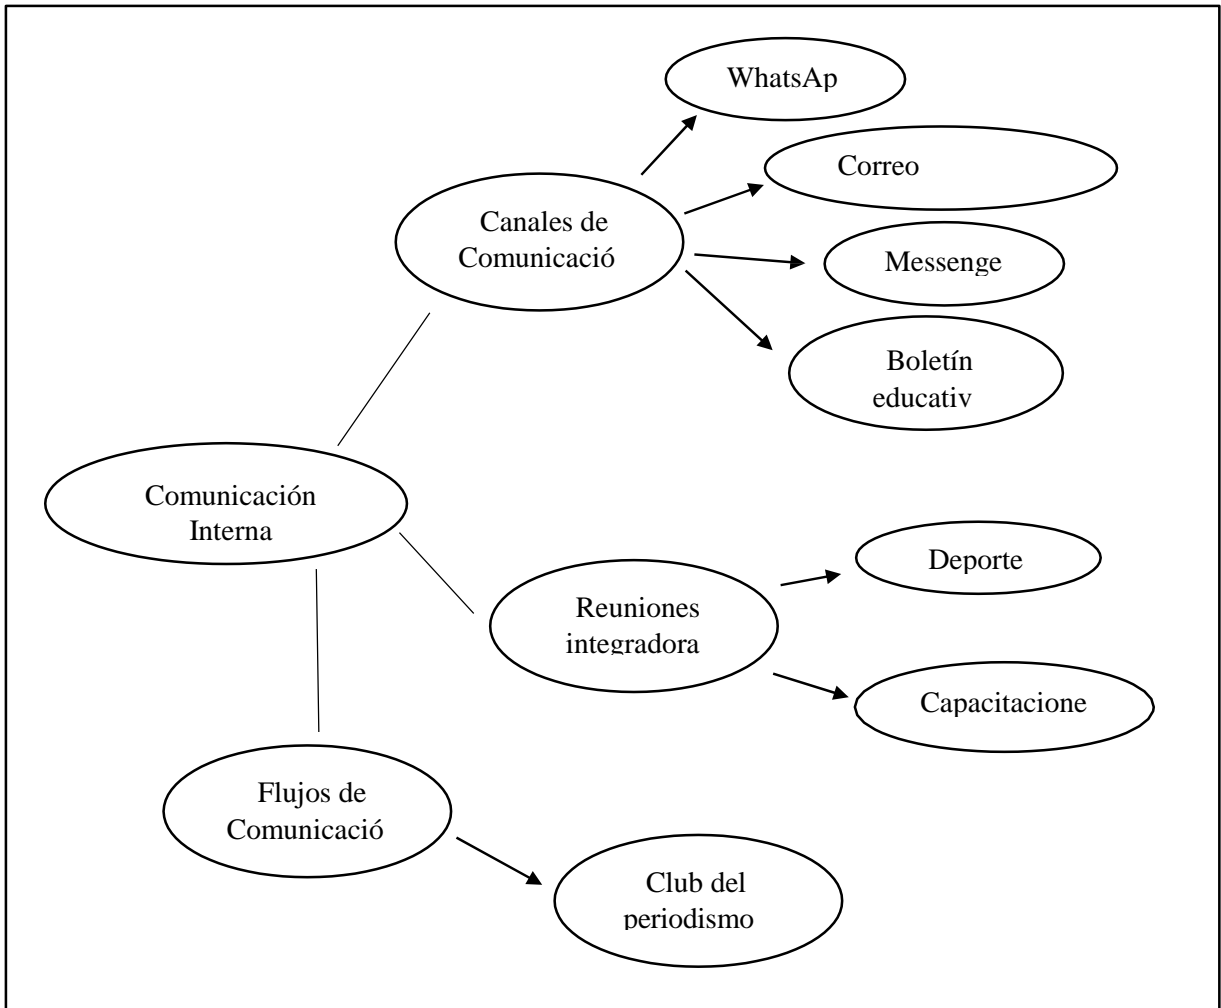 WhatsAp
Correo
Canales de
Comunicació
Messenge
Boletín
educativ
Comunicación
Interna
Deporte
Reuniones
integradora
Capacitacione
Flujos de
Comunicació
Club del
periodismo